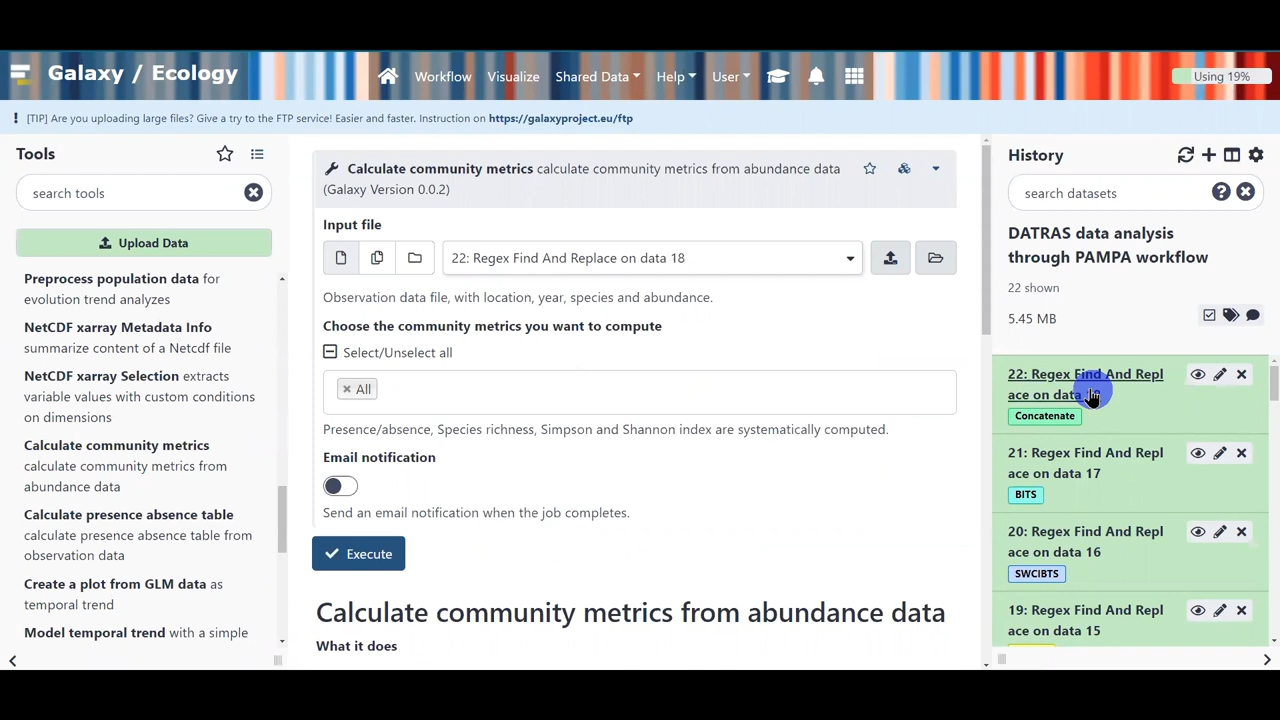 Galaxy / Ecology
Workflow
Visualize
Shared Data
Help
User
Using 19%
! [TIP] Are you uploading large files? Give a try to the FTP service! Easier and faster. Instruction on https://galaxyproject.eu/ftp
Tools
search tools
Upload Data
Preprocess population data for
evolution trend analyzes
NetCDF xarray Metadata Info
summarize content of a Netcdf file
NetCDF xarray Selection extracts
variable values with custom conditions
on dimensions
Calculate community metrics
calculate community metrics from
abundance data
Calculate presence absence table
calculate presence absence table from
observation data
Create a plot from GLM data as
temporal trend
Model temporal trend with a simple
Calculate community metrics calculate community metrics from abundance data
(Galaxy Version 0.0.2)
Input file
22: Regex Find And Replace on data 18
Observation data file, with location, year, species and abundance.
Choose the community metrics you want to compute
Select/Unselect all
× All
Presence/absence, Species richness, Simpson and Shannon index are systematically computed.
Email notification
Send an email notification when the job completes.
Execute
Calculate community metrics from abundance data
What it does
History
search datasets
DATRAS data analysis
through PAMPA workflow
22 shown
5.45 MB
22: Regex Find And Repl
ace on data
Concatenate
21: Regex Find And Repl
ace on data 17
BITS
20: Regex Find And Repl
ace on data 16
SWCIBTS
19: Regex Find And Repl
ace on data 15